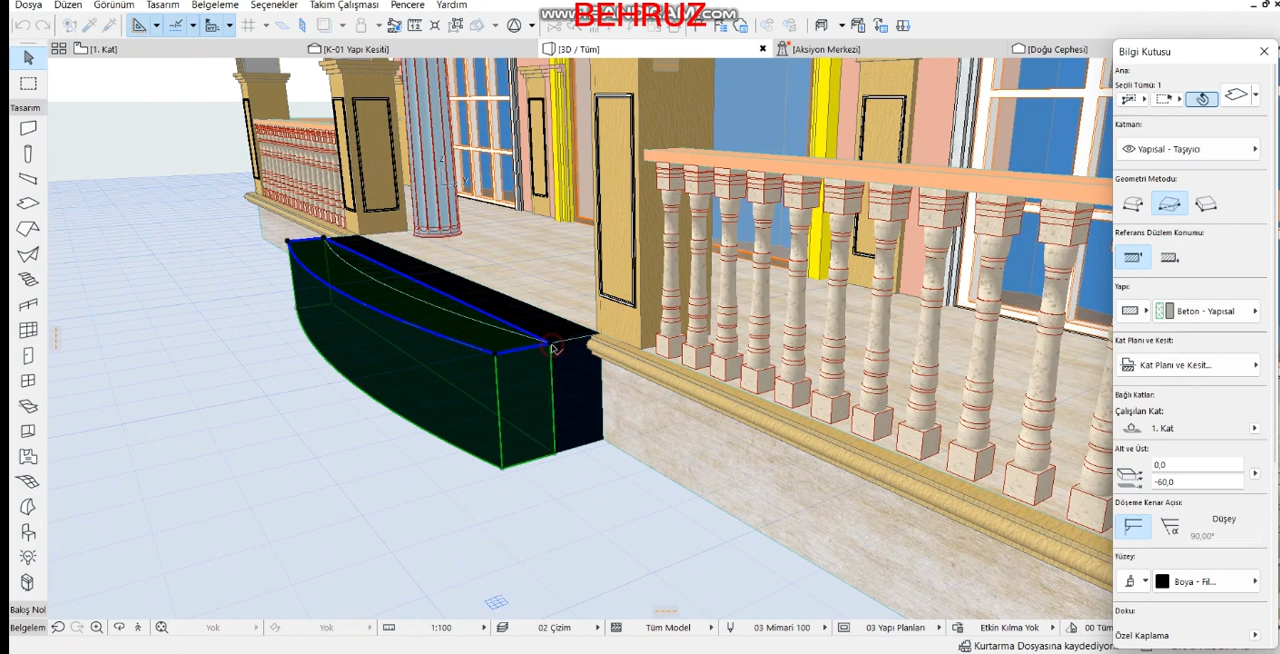 Dosya Düzen Görünüm Tasarım Belgeleme Seçenekler Takım Çalışması Pencere Yardım
WWW.BANDICAM.COM
BEHRUZ
[1. Kat] [K-01 Yapı Kesiti] [3D / Tüm] [Aksiyon Merkezi] [Doğu Cephesi]
Bilgi Kutusu
Ana:
Seçili Tümü: 1
Tasarım
Katman:
Yapısal - Taşıyıcı
Geometri Metodu:
Referans Düzlem Konumu:
Yapı:
Beton - Yapısal
Kat Planı ve Kesit:
Kat Planı ve Kesit...
Bağlı Katlar:
Çalışılan Kat:
1. Kat
Alt ve Üst:
0,0
-60,0
Döşeme Kenar Açısı:
Düşey
90,00°
Yüzey:
Boya - Fil...
Doku:
Özel Kaplama
Bakış Nol
Belgelem Yok Yok 1:100 02 Çizim Tüm Model 03 Mimari 100 03 Yapı Planları Etkin Kılma Yok 00 Tüm
Kurtarma Dosyasına kaydediyor